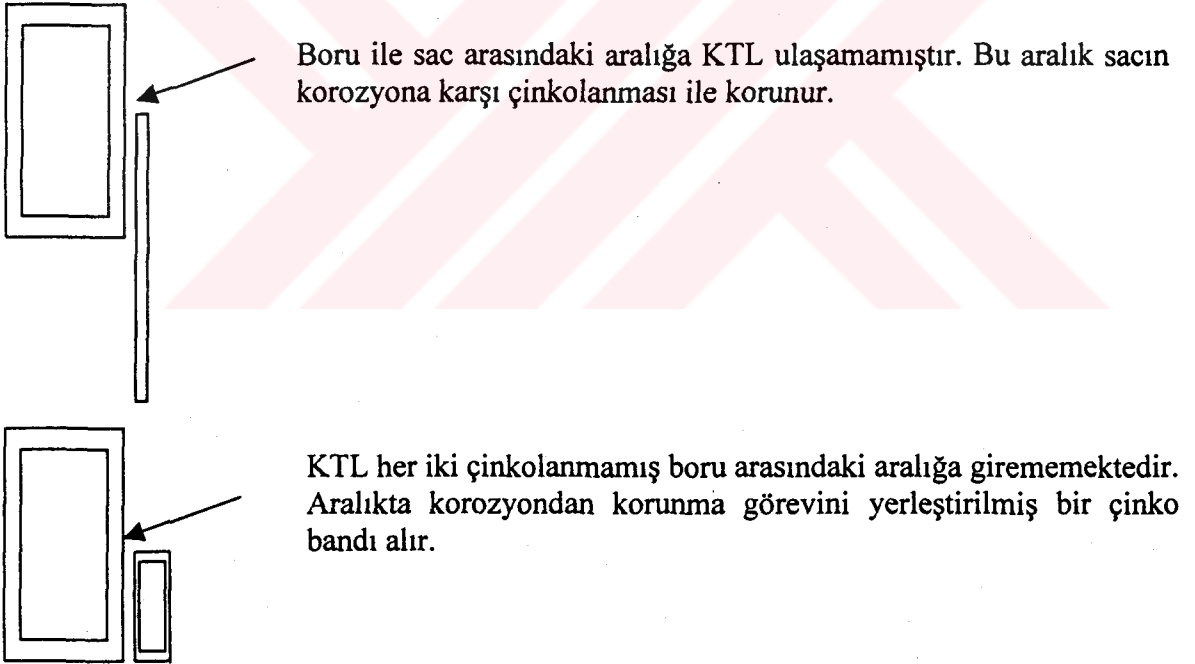 Boru ile sac arasındaki aralığa KTL ulaşamamıştır. Bu aralık sacın
korozyona karşı çinkolanması ile korunur.
KTL her iki çinkolanmamış boru arasındaki aralığa girememektedir.
Aralıkta korozyondan korunma görevini yerleştirilmiş bir çinko
bandı alır.